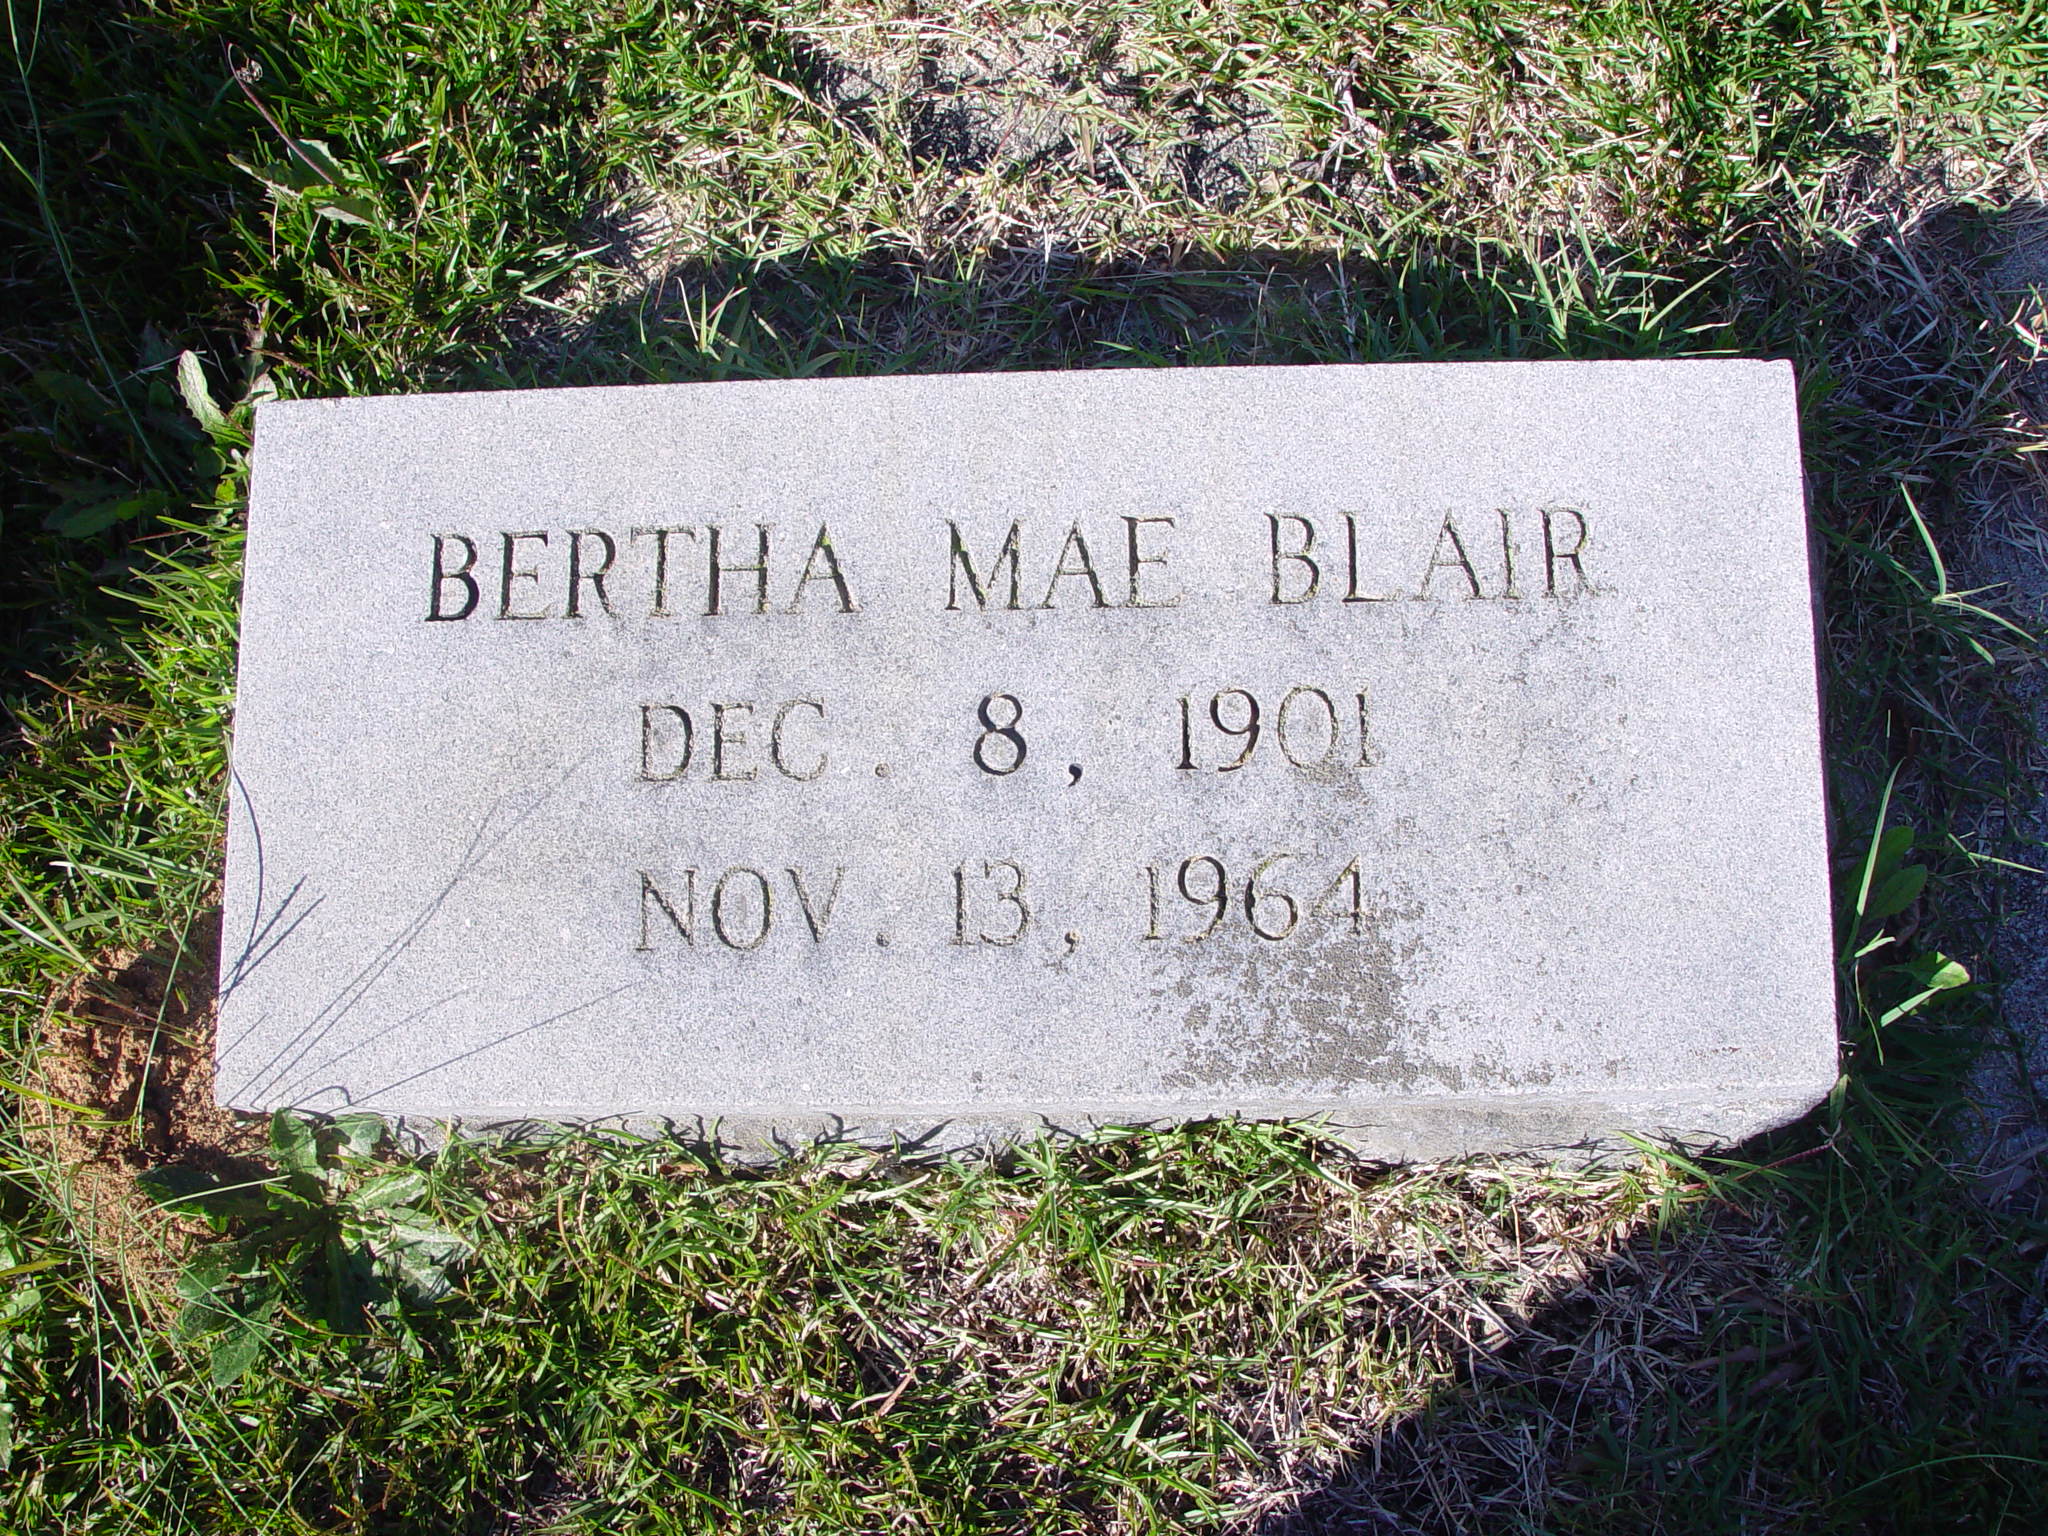 BERTHA MAE BLAIR
DEC. 8, 1901
NOV. 13, 1964